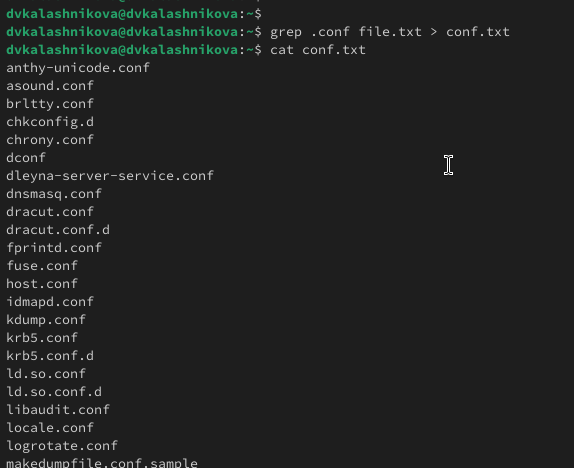 dvkalashnikova@dvkalashnikova:~$
dvkalashnikova@dvkalashnikova:~$ grep .conf file.txt > conf.txt
dvkalashnikova@dvkalashnikova:~$ cat conf.txt
anthy-unicode.conf
asound.conf
brltty.conf
chkconfig.d
chrony.conf
dconf
dleyna-server-service.conf
dnsmasq.conf
dracut.conf
dracut.conf.d
fprintd.conf
fuse.conf
host.conf
idmapd.conf
kdump.conf
krb5.conf
krb5.conf.d
ld.so.conf
ld.so.conf.d
libaudit.conf
locale.conf
logrotate.conf
makedumpfile.conf.sample